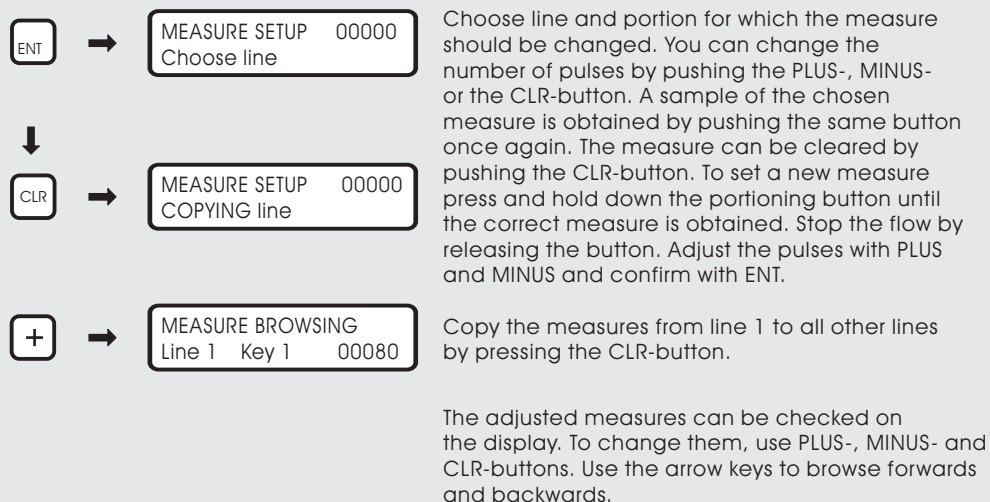 ENT
MEASURE SETUP 00000
Choose line
Choose line and portion for which the measure
should be changed. You can change the
number of pulses by pushing the PLUS-, MINUS-
or the CLR-button. A sample of the chosen
measure is obtained by pushing the same button
once again. The measure can be cleared by
pushing the CLR-button. To set a new measure
press and hold down the portioning button until
the correct measure is obtained. Stop the flow by
releasing the button. Adjust the pulses with PLUS
and MINUS and confirm with ENT.
CLR
MEASURE SETUP 00000
COPYING line
+
MEASURE BROWSING
Line 1 Key 1 00080
Copy the measures from line 1 to all other lines
by pressing the CLR-button.
The adjusted measures can be checked on
the display. To change them, use PLUS-, MINUS- and
CLR-buttons. Use the arrow keys to browse forwards
and backwards.